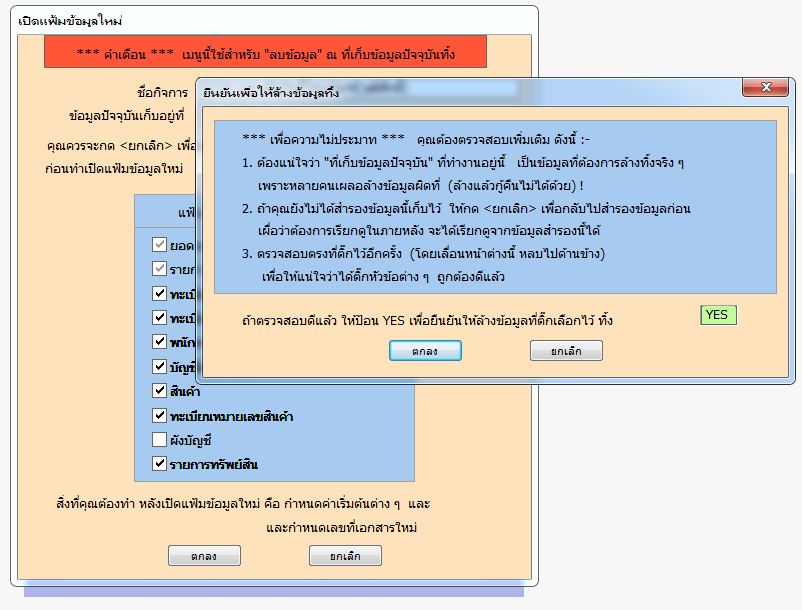 เปิดแฟ้มข้อมูลใหม่
*** คำเตือน *** เมนูนี้ใช้สำหรับ "ลบข้อมูล" ณ ที่เก็บข้อมูลปัจจุบันทิ้ง
ชื่อกิจการ
ข้อมูลปัจจุบันเก็บอยู่ที่
คุณควรจะกด <ยกเลิก> เพื่อ
ก่อนทำเปิดแฟ้มข้อมูลใหม่
ยืนยันเพื่อให้ล้างข้อมูลทิ้ง
*** เพื่อความไม่ประมาท *** คุณต้องตรวจสอบเพิ่มเติม ดังนี้ :-
1. ต้องแน่ใจว่า "ที่เก็บข้อมูลปัจจุบัน" ที่ทำงานอยู่นี้ เป็นข้อมูลที่ต้องการล้างทิ้งจริง ๆ
เพราะหลายคนเผลอล้างข้อมูลผิดที่ (ล้างแล้วกู้คืนไม่ได้ด้วย) !
2. ถ้าคุณยังไม่ได้สำรองข้อมูลนี้เก็บไว้ ให้กด <ยกเลิก> เพื่อกลับไปสำรองข้อมูลก่อน
เผื่อว่าต้องการเรียกดูในภายหลัง จะได้เรียกดูจากข้อมูลสำรองนี้ได้
3. ตรวจสอบตรงที่ติ๊กไว้อีกครั้ง (โดยเลื่อนหน้าต่างนี้ หลบไปด้านข้าง)
เพื่อให้แน่ใจว่าได้ติ๊กหัวข้อต่าง ๆ ถูกต้องดีแล้ว
ถ้าตรวจสอบดีแล้ว ให้ป้อน YES เพื่อยืนยันให้ล้างข้อมูลที่ติ๊กเลือกไว้ ทิ้ง
YES
ตกลง ยกเลิก
แฟ้
ยอด
รายก
ทะเบี
ทะเบี
พนัก
บัญชี
สินค้า
ทะเบียนหมายเลขสินค้า
ผังบัญชี
รายการทรัพย์สิน
สิ่งที่คุณต้องทำ หลังเปิดแฟ้มข้อมูลใหม่ คือ กำหนดค่าเริ่มต้นต่าง ๆ และ
และกำหนดเลขที่เอกสารใหม่
ตกลง ยกเลิก